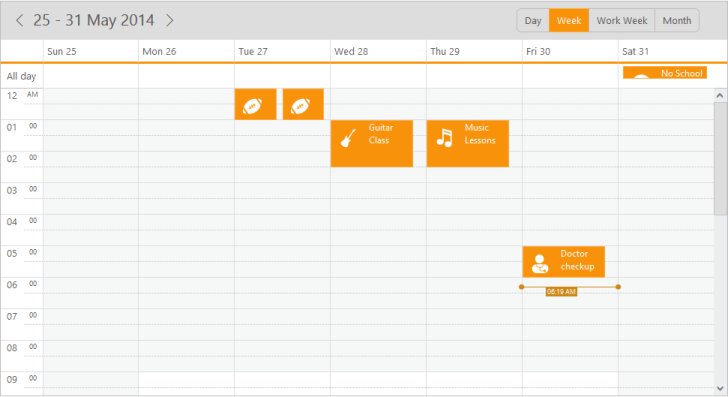 25 - 31 May 2014
Day Week Work Week Month
Sun 25 Mon 26 Tue 27 Wed 28 Thu 29 Fri 30 Sat 31
All day
No School
12 AM
01 00
Guitar
Class
Music
Lessons
02 00
03 00
04 00
05 00
Doctor
checkup
06 00
06:19 AM
07 00
08 00
09 00